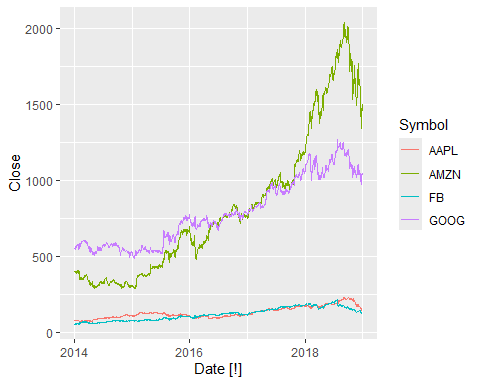 2000
1500
1000
500
0
Close
2014
2016
2018
Date [!]
Symbol
AAPL
AMZN
FB
GOOG